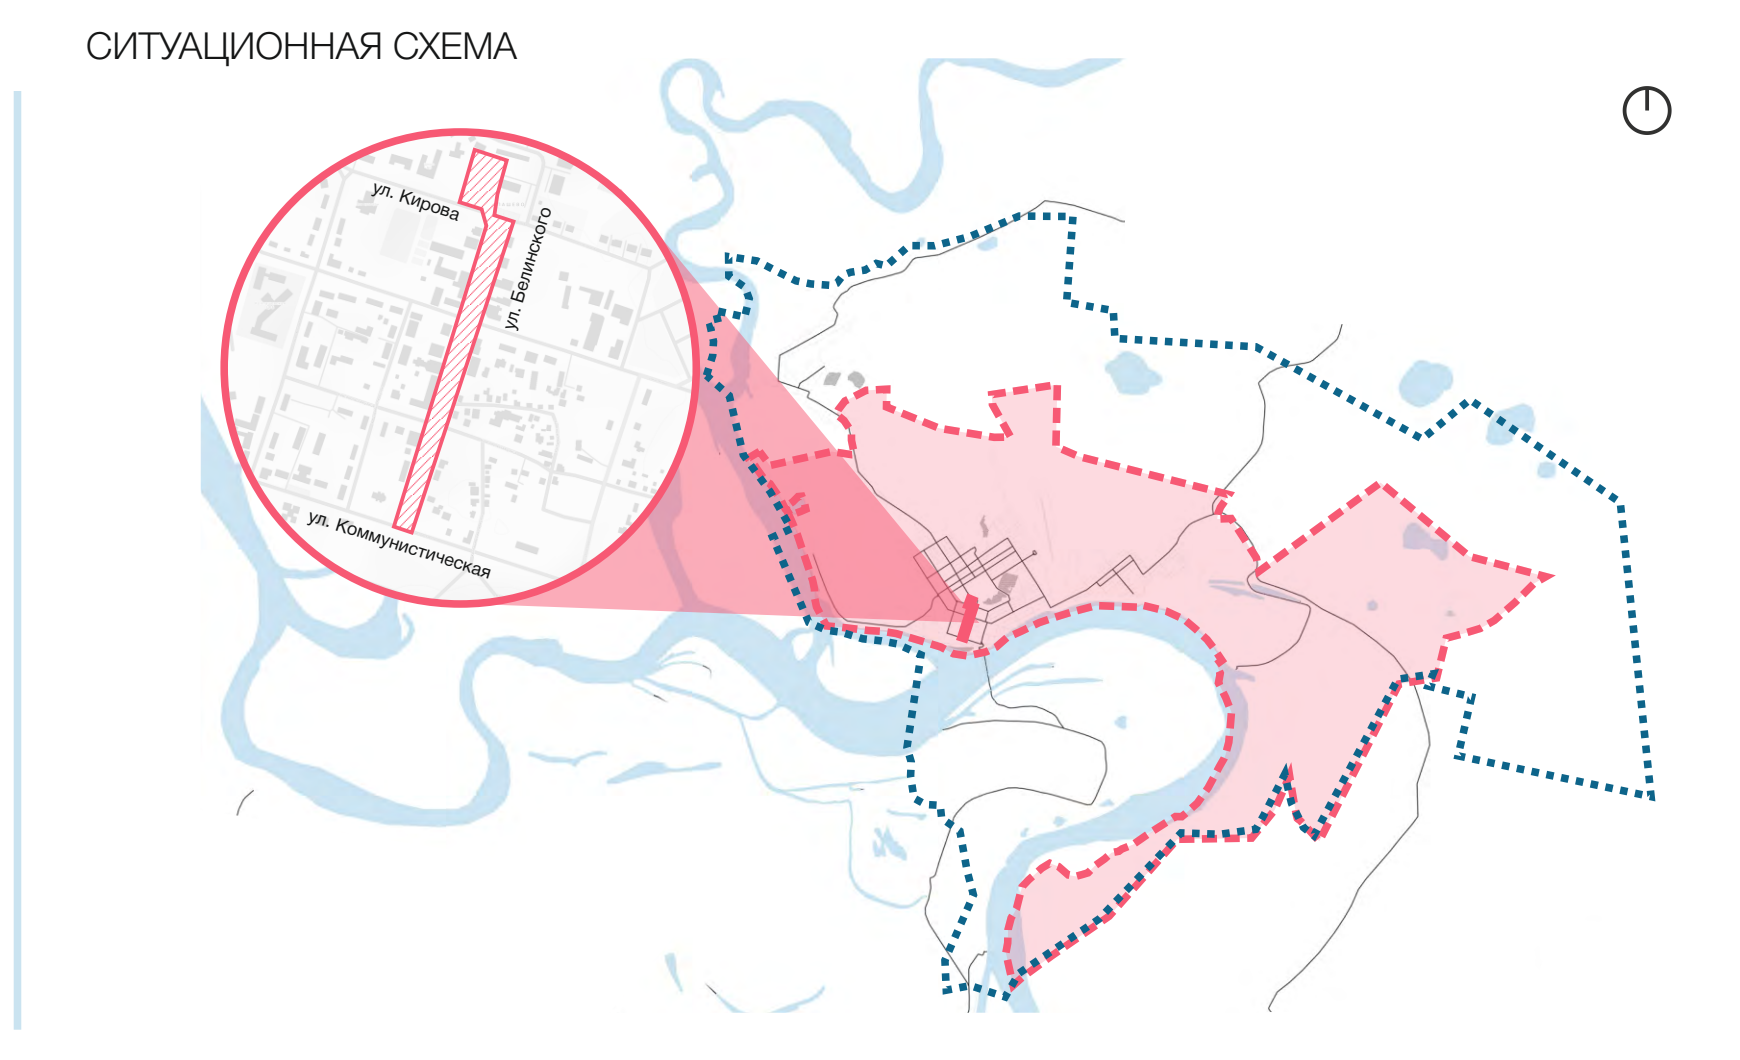 СИТУАЦИОННАЯ СХЕМА
ул. Кирова
ул. Белинского
ул. Коммунистическая